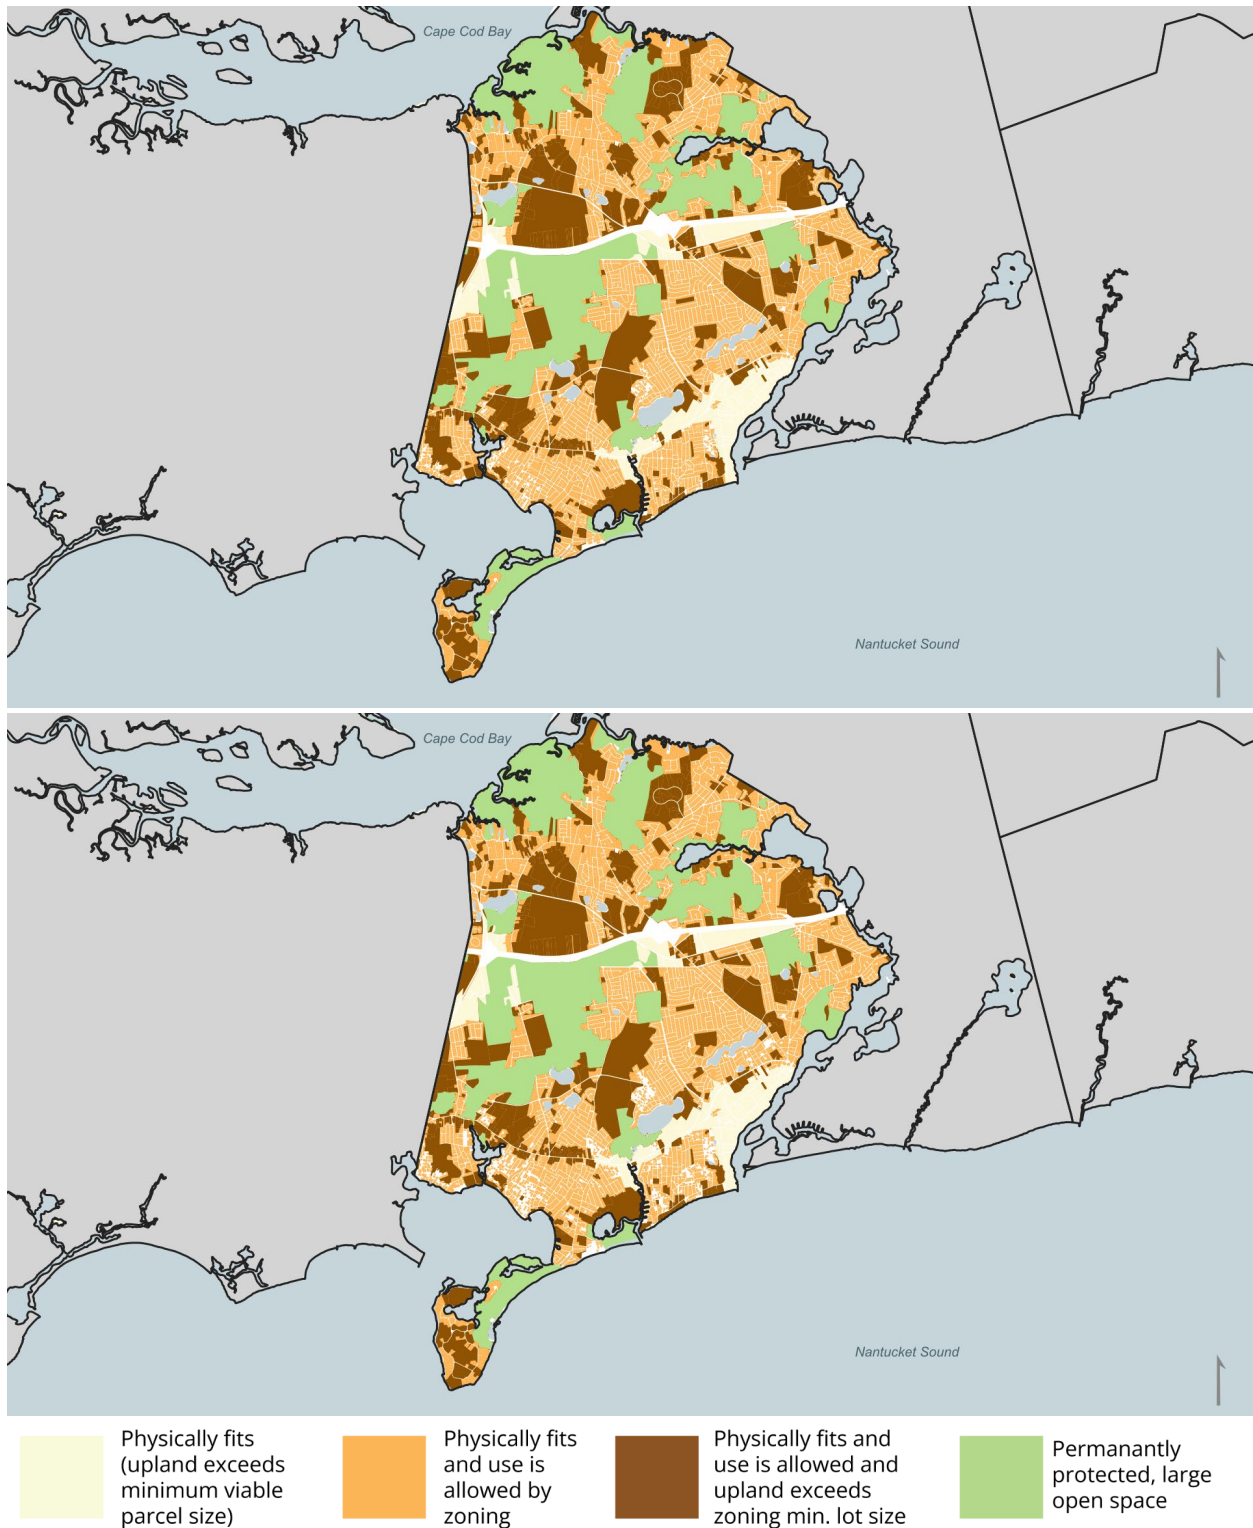 Cape Cod Bay
Nantucket Sound
Cape Cod Bay
Nantucket Sound
Physically fits
(upland exceeds
minimum viable
parcel size)
Physically fits
and use is
allowed by
zoning
Physically fits and
use is allowed and
upland exceeds
zoning min. lot size
Permanantly
protected, large
open space